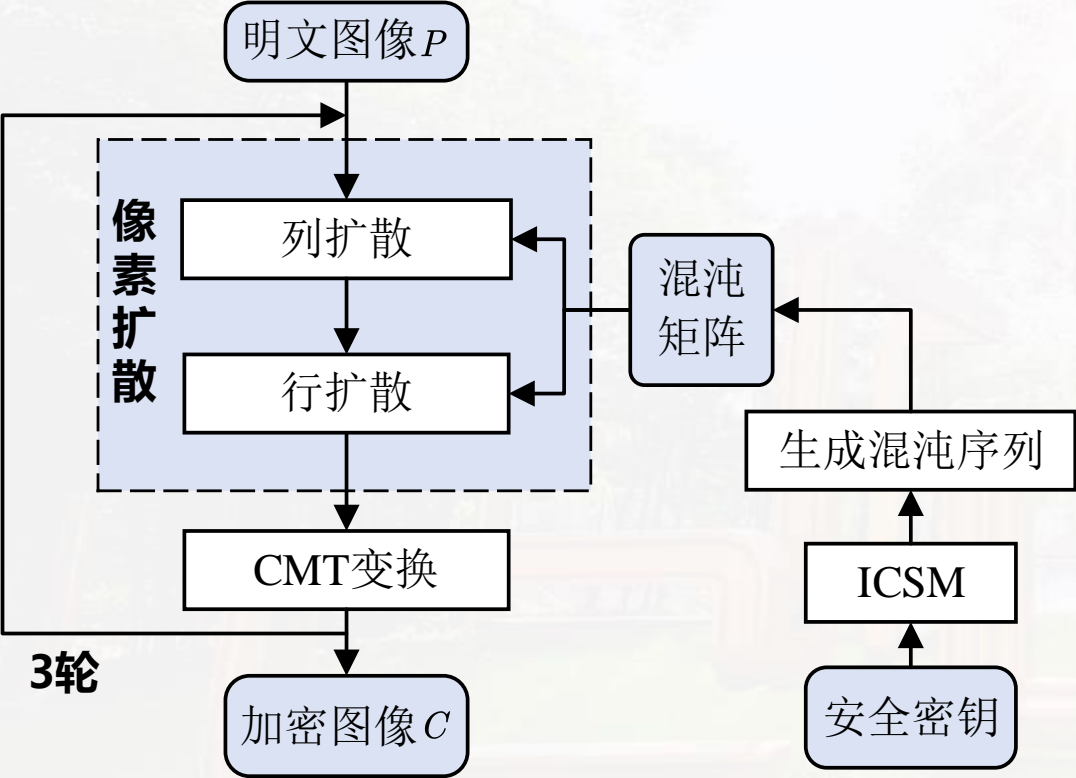 明文图像P
像
素
扩
散
列扩散
行扩散
混沌
矩阵
生成混沌序列
CMT变换
ICSM
3轮
加密图像C
安全密钥